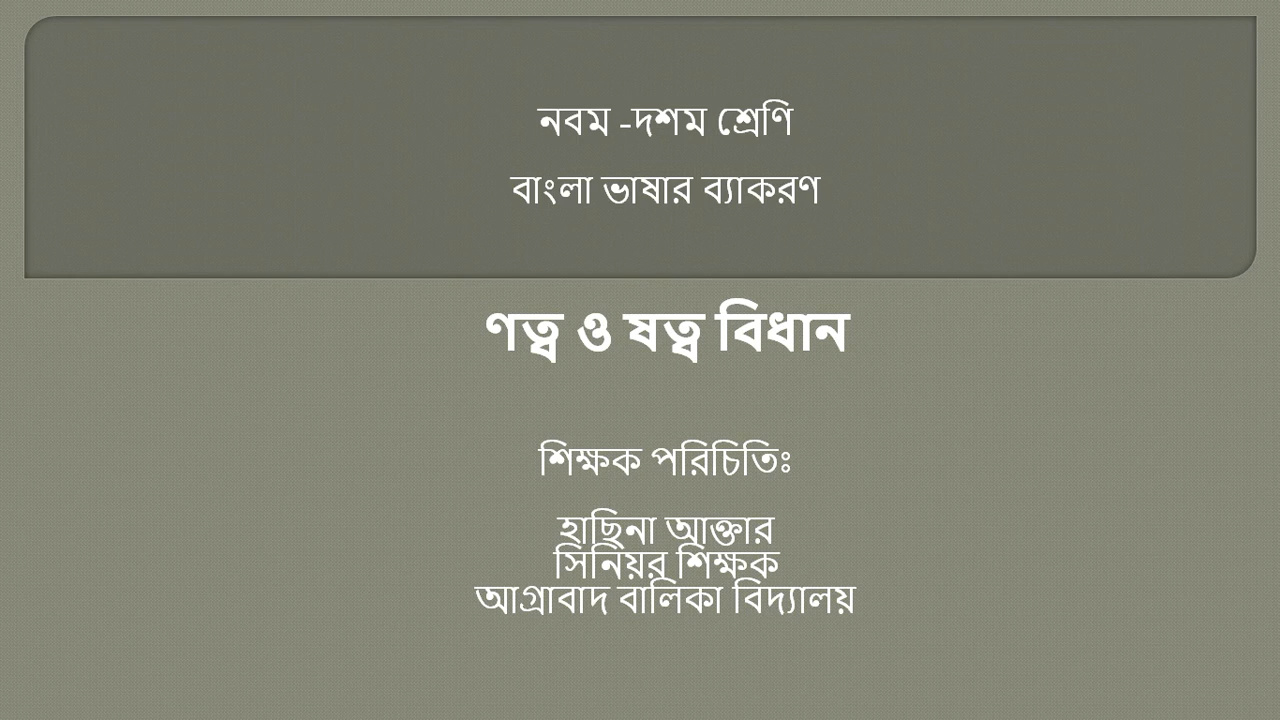 নবম -দশম শ্রেণি
বাংলা ভাষার ব্যাকরণ
ণত্ব ও ষত্ব বিধান
শিক্ষক পরিচিতিঃ
হাছিনা আক্তার
সিনিয়র শিক্ষক
আগ্রাবাদ বালিকা বিদ্যালয়